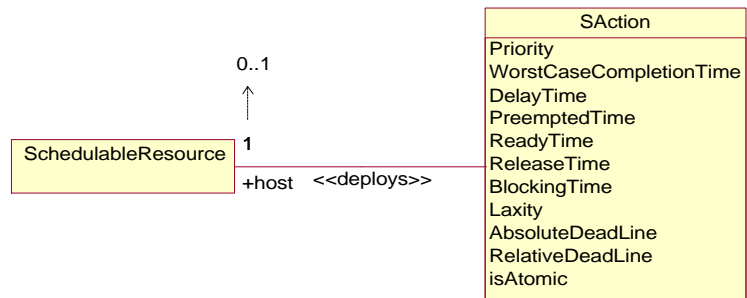 SAction
Priority
WorstCaseCompletionTime
DelayTime
PreemptedTime
ReadyTime
ReleaseTime
BlockingTime
Laxity
AbsoluteDeadLine
RelativeDeadLine
isAtomic
0..1
1
SchedulableResource
+host
<<deploys>>